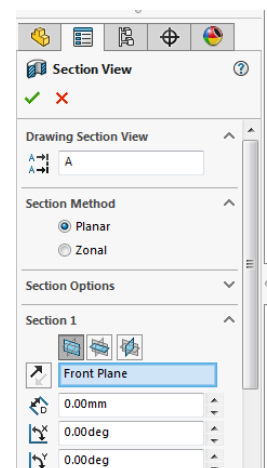 Section View
Drawing Section View
A
Section Method
Planar
Zonal
Section Options
Section 1
Front Plane
0.00mm
0.00deg
0.00deg